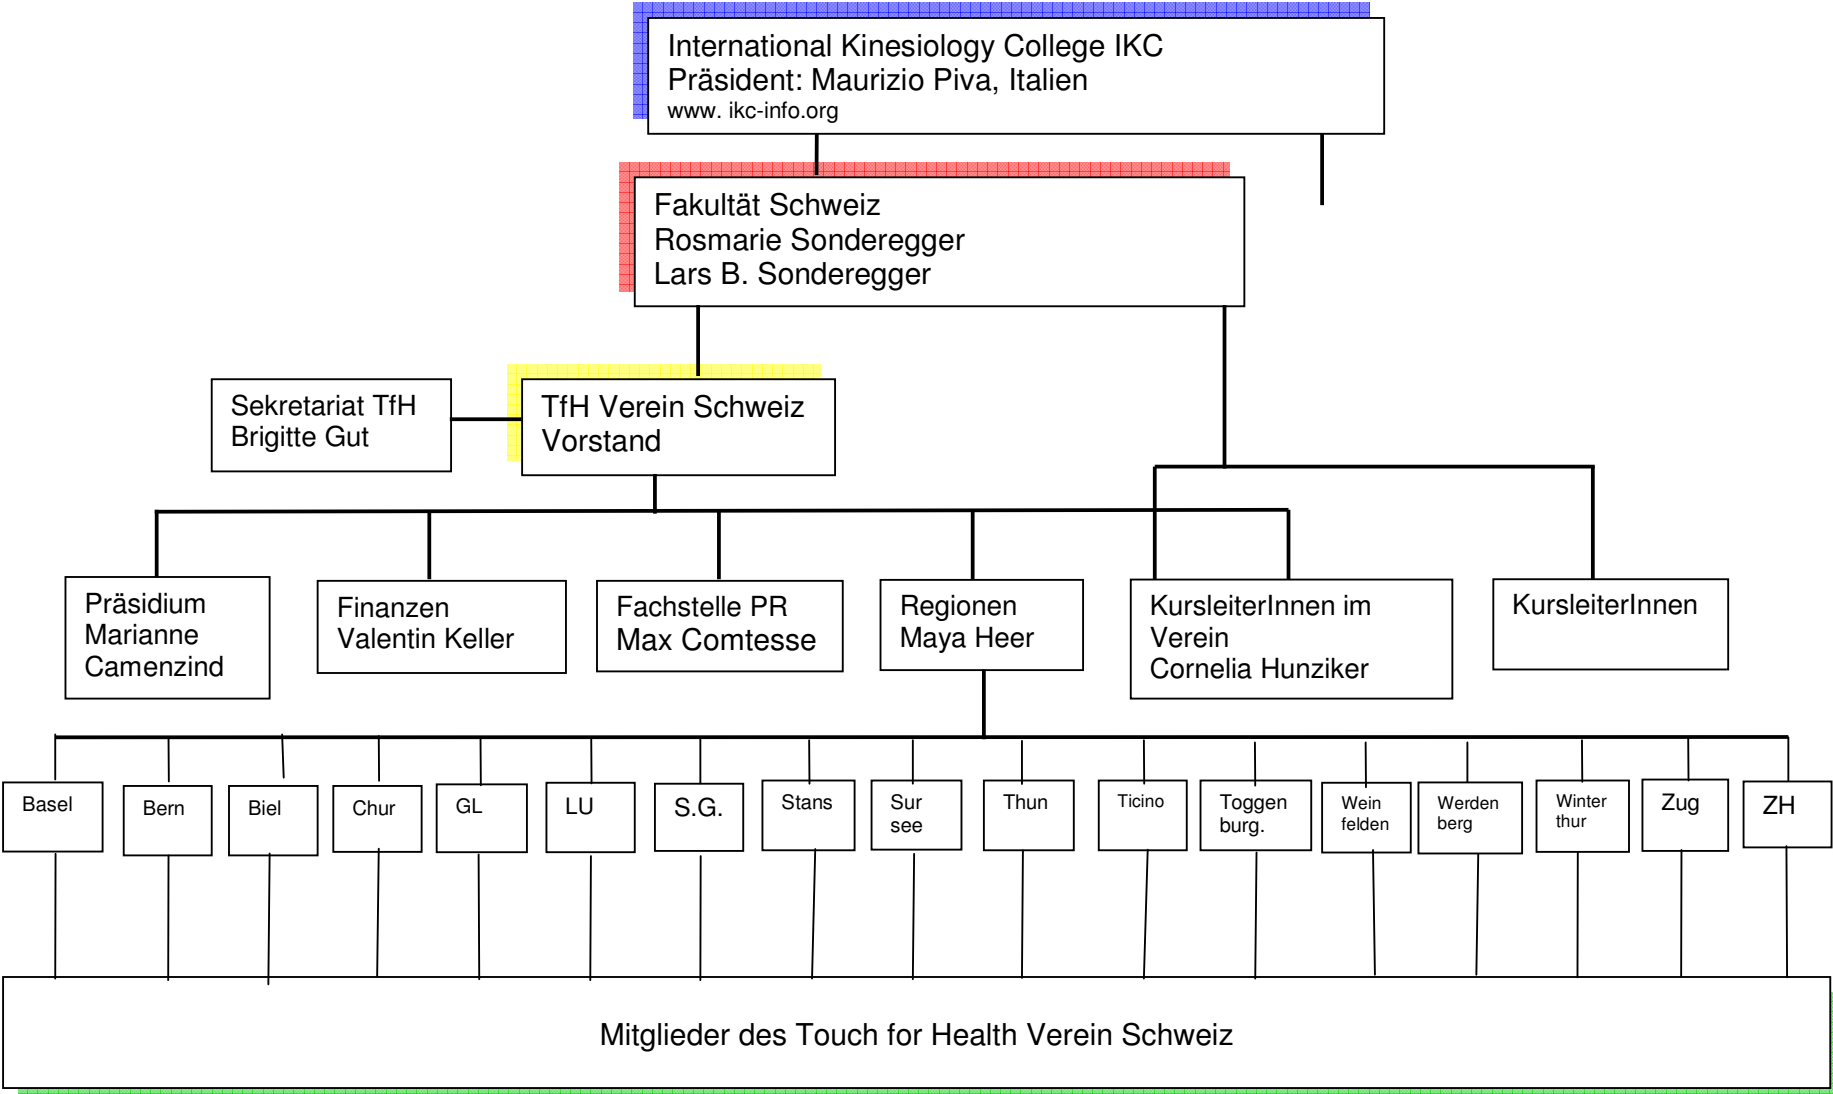 International Kinesiology College IKC
Präsident: Maurizio Piva, Italien
www. ikc-info.org
Fakultät Schweiz
Rosmarie Sonderegger
Lars B. Sonderegger
Sekretariat TfH
Brigitte Gut
TfH Verein Schweiz
Vorstand
Präsidium
Marianne
Camenzind
Finanzen
Valentin Keller
Fachstelle PR
Max Comtesse
Regionen
Maya Heer
KursleiterInnen im
Verein
Cornelia Hunziker
KursleiterInnen
Basel
Bern
Biel
Chur
GL
LU
S.G.
Stans
Sur
see
Thun
Ticino
Toggen
burg.
Wein
felden
Werden
berg
Winter
thur
Zug
ZH
Mitglieder des Touch for Health Verein Schweiz